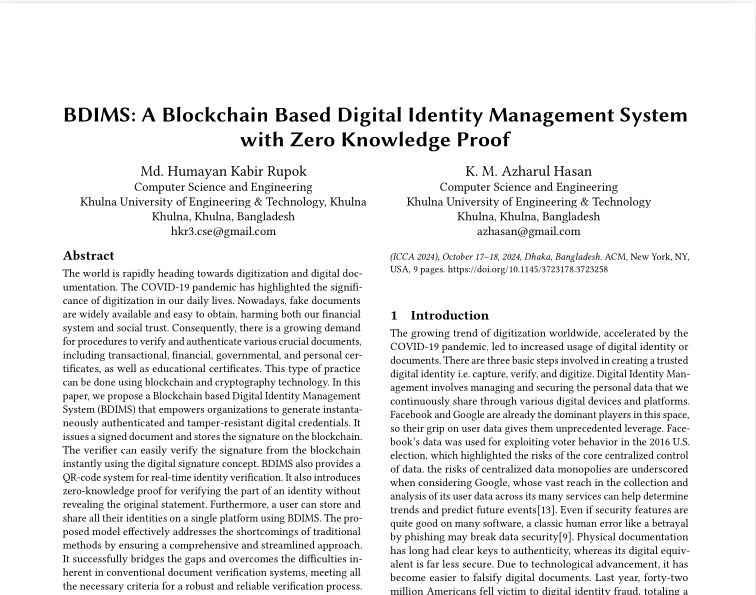 BDIMS: A Blockchain Based Digital Identity Management System
with Zero Knowledge Proof
Md. Humayan Kabir Rupok
Computer Science and Engineering
Khulna University of Engineering & Technology, Khulna
Khulna, Khulna, Bangladesh
hkr3.cse@gmail.com
K. M. Azharul Hasan
Computer Science and Engineering
Khulna University of Engineering & Technology
Khulna, Khulna, Bangladesh
azhasan@gmail.com
Abstract
The world is rapidly heading towards digitization and digital doc-
umentation. The COVID-19 pandemic has highlighted the signifi-
cance of digitization in our daily lives. Nowadays, fake documents
are widely available and easy to obtain, harming both our financial
system and social trust. Consequently, there is a growing demand
for procedures to verify and authenticate various crucial documents,
including transactional, financial, governmental, and personal cer-
tificates, as well as educational certificates. This type of practice
can be done using blockchain and cryptography technology. In this
paper, we propose a Blockchain based Digital Identity Management
System (BDIMS) that empowers organizations to generate instanta-
neously authenticated and tamper-resistant digital credentials. It
issues a signed document and stores the signature on the blockchain.
The verifier can easily verify the signature from the blockchain
instantly using the digital signature concept. BDIMS also provides a
QR-code system for real-time identity verification. It also introduces
zero-knowledge proof for verifying the part of an identity without
revealing the original statement. Furthermore, a user can store and
share all their identities on a single platform using BDIMS. The pro-
posed model effectively addresses the shortcomings of traditional
methods by ensuring a comprehensive and streamlined approach.
It successfully bridges the gaps and overcomes the difficulties in-
herent in conventional document verification systems, meeting all
the necessary criteria for a robust and reliable verification process.
(ICCA 2024), October 17–18, 2024, Dhaka, Bangladesh. ACM, New York, NY,
USA, 9 pages. https://doi.org/10.1145/3723178.3723258
1 Introduction
The growing trend of digitization worldwide, accelerated by the
COVID-19 pandemic, led to increased usage of digital identity or
documents. There are three basic steps involved in creating a trusted
digital identity i.e. capture, verify, and digitize. Digital Identity Man-
agement involves managing and securing the personal data that we
continuously share through various digital devices and platforms.
Facebook and Google are already the dominant players in this space,
so their grip on user data gives them unprecedented leverage. Face-
book's data was used for exploiting voter behavior in the 2016 U.S.
election, which highlighted the risks of the core centralized control
of data. the risks of centralized data monopolies are underscored
when considering Google, whose vast reach in the collection and
analysis of its user data across its many services can help determine
trends and predict future events[13]. Even if security features are
quite good on many software, a classic human error like a betrayal
by phishing may break data security[9]. Physical documentation
has long had clear keys to authenticity, whereas its digital equiv-
alent is far less secure. Due to technological advancement, it has
become easier to falsify digital documents. Last year, forty-two
million Americans fell victim to digital identity fraud, totaling a